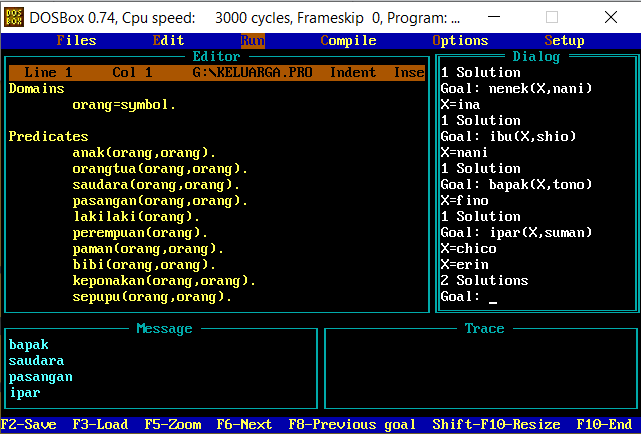 DOSBox 0.74, Cpu speed: 3000 cycles, Frameskip 0, Program: ...
Files Edit Run Compile Options Setup
Editor
Line 1 Col 1 G:\KELUARGA.PRO Indent Inse
Domains
orang=symbol.
Predicates
anak(orang,orang).
orangtua(orang,orang).
saudara(orang,orang).
pasangan(orang,orang).
lakilaki(orang).
perempuan(orang).
paman(orang,orang).
bibi(orang,orang).
keponakan(orang,orang).
sepupu(orang,orang).
Dialog
1 Solution
Goal: nenek(X,nani)
X=ina
1 Solution
Goal: ibu(X,shio)
X=nani
1 Solution
Goal: bapak(X,tono)
X=fino
1 Solution
Goal: ipar(X,suman)
X=chico
X=erin
2 Solutions
Goal: _
Message
bapak
saudara
pasangan
ipar
Trace
F2-Save F3-Load F5-Zoom F6-Next F8-Previous goal Shift-F10-Resize F10-End